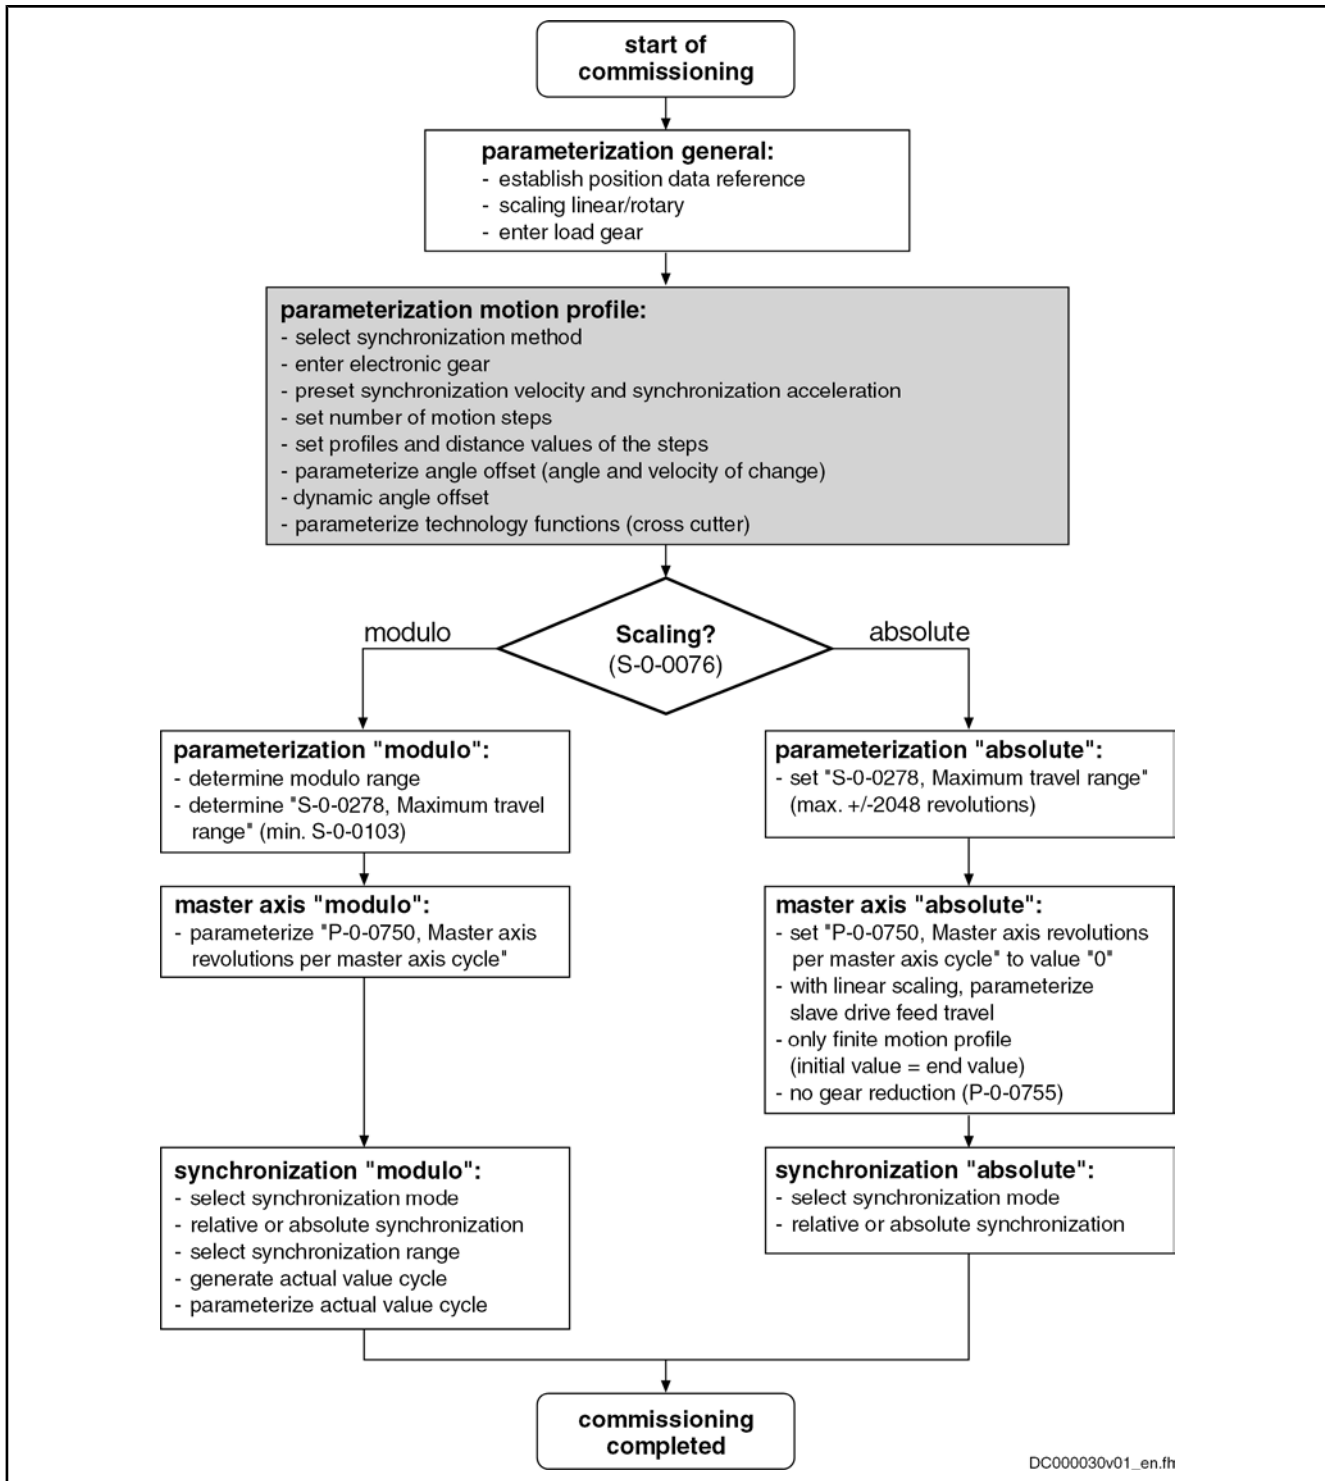 start of
commissioning
parameterization general:
- establish position data reference
- scaling linear/rotary
- enter load gear
parameterization motion profile:
- select synchronization method
- enter electronic gear
- preset synchronization velocity and synchronization acceleration
- set number of motion steps
- set profiles and distance values of the steps
- parameterize angle offset (angle and velocity of change)
- dynamic angle offset
- parameterize technology functions (cross cutter)
modulo
Scaling?
(S-0-0076)
absolute
parameterization "modulo":
- determine modulo range
- determine "S-0-0278, Maximum travel
range" (min. S-0-0103)
master axis "modulo":
- parameterize "P-0-0750, Master axis
revolutions per master axis cycle"
synchronization "modulo":
- select synchronization mode
- relative or absolute synchronization
- select synchronization range
- generate actual value cycle
- parameterize actual value cycle
parameterization "absolute":
- set "S-0-0278, Maximum travel range"
(max. +/-2048 revolutions)
master axis "absolute":
- set "P-0-0750, Master axis revolutions
per master axis cycle" to value "0"
- with linear scaling, parameterize
slave drive feed travel
- only finite motion profile
(initial value = end value)
- no gear reduction (P-0-0755)
synchronization "absolute":
- select synchronization mode
- relative or absolute synchronization
commissioning
completed
DC000030v01_en.fh